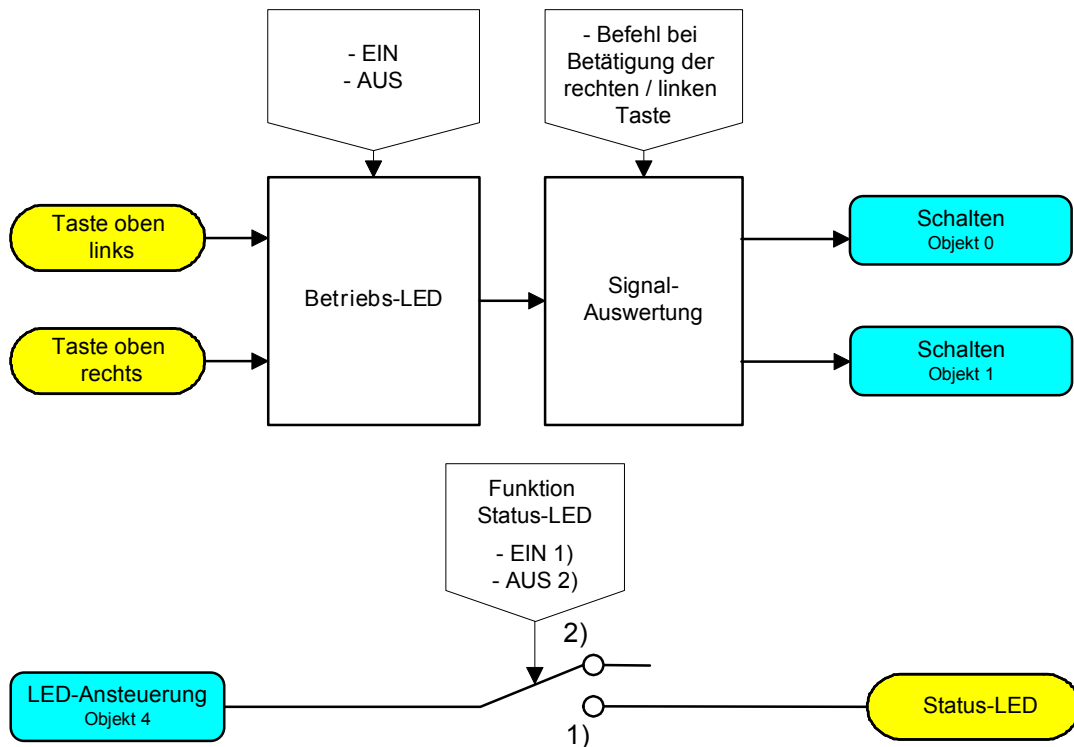 - EIN
- AUS
- Befehl bei
Betätigung der
rechten / linken
Taste
Taste oben
links
Taste oben
rechts
Betriebs-LED
Signal-
Auswertung
Schalten
Objekt 0
Schalten
Objekt 1
Funktion
Status-LED
- EIN 1)
- AUS 2)
2)
LED-Ansteuerung
Objekt 4
1)
Status-LED